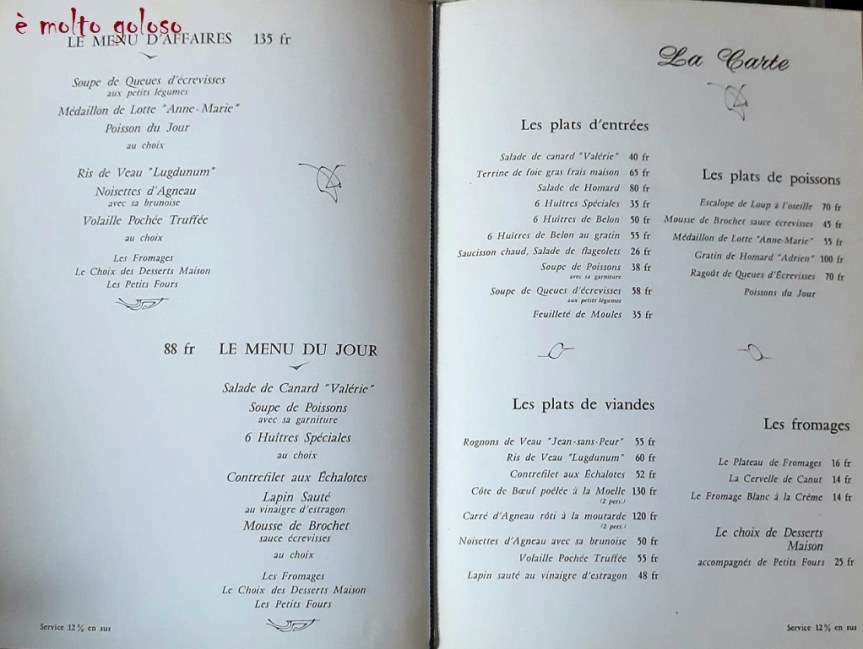 è molto goloso
LE MENU D'AFFAIRES 135 fr
Soupe de Queues d'écrevisses
aux petits légumes
Médaillon de Lotte "Anne-Marie"
Poisson du Jour
au choix
Ris de Veau "Lugdunum"
Noisettes d'Agneau
avec sa brunoise
Volaille Pochée Truffée
au choix
Les Fromages
Le Choix des Desserts Maison
Les Petits Fours
88 fr LE MENU DU JOUR
Salade de Canard "Valérie"
Soupe de Poissons
avec sa garniture
6 Huîtres Spéciales
au choix
Contrefilet aux Échalotes
Lapin Sauté
au vinaigre d'estragon
Mousse de Brochet
sauce écrevisses
au choix
Les Fromages
Le Choix des Desserts Maison
Les Petits Fours
Service 12% en sus
La Carte
Les plats d'entrées
Salade de canard "Valérie" 40 fr
Terrine de foie gras frais maison 65 fr
Salade de Homard 80 fr
6 Huîtres Spéciales 35 fr
6 Huîtres de Belon 50 fr
6 Huîtres de Belon au gratin 55 fr
Saucisson chaud, Salade de flageolets 26 fr
Soupe de Poissons 38 fr
avec sa garniture
Soupe de Queues d'écrevisses 58 fr
aux petits légumes
Feuilleté de Moules 35 fr
Les plats de poissons
Escalope de Loup à l'oseille 70 fr
Mousse de Brochet sauce écrevisses 45 fr
Médaillon de Lotte "Anne-Marie" 55 fr
Gratin de Homard "Adrien" 100 fr
Ragoût de Queues d'Écrevisses 70 fr
Poissons du Jour
Les plats de viandes
Rognons de Veau "Jean-sans-Peur" 55 fr
Ris de Veau "Lugdunum" 60 fr
Contrefilet aux Échalotes 52 fr
Côte de Bœuf poêlée à la Moelle 130 fr
(2 pers.)
Carré d'Agneau rôti à la moutarde 120 fr
(2 pers.)
Noisettes d'Agneau avec sa brunoise 50 fr
Volaille Pochée Truffée 55 fr
Lapin sauté au vinaigre d'estragon 48 fr
Les fromages
Le Plateau de Fromages 16 fr
La Cervelle de Canut 14 fr
Le Fromage Blanc à la Crème 14 fr
Le choix de Desserts
Maison
accompagnés de Petits Fours 25 fr
Service 12% en sus